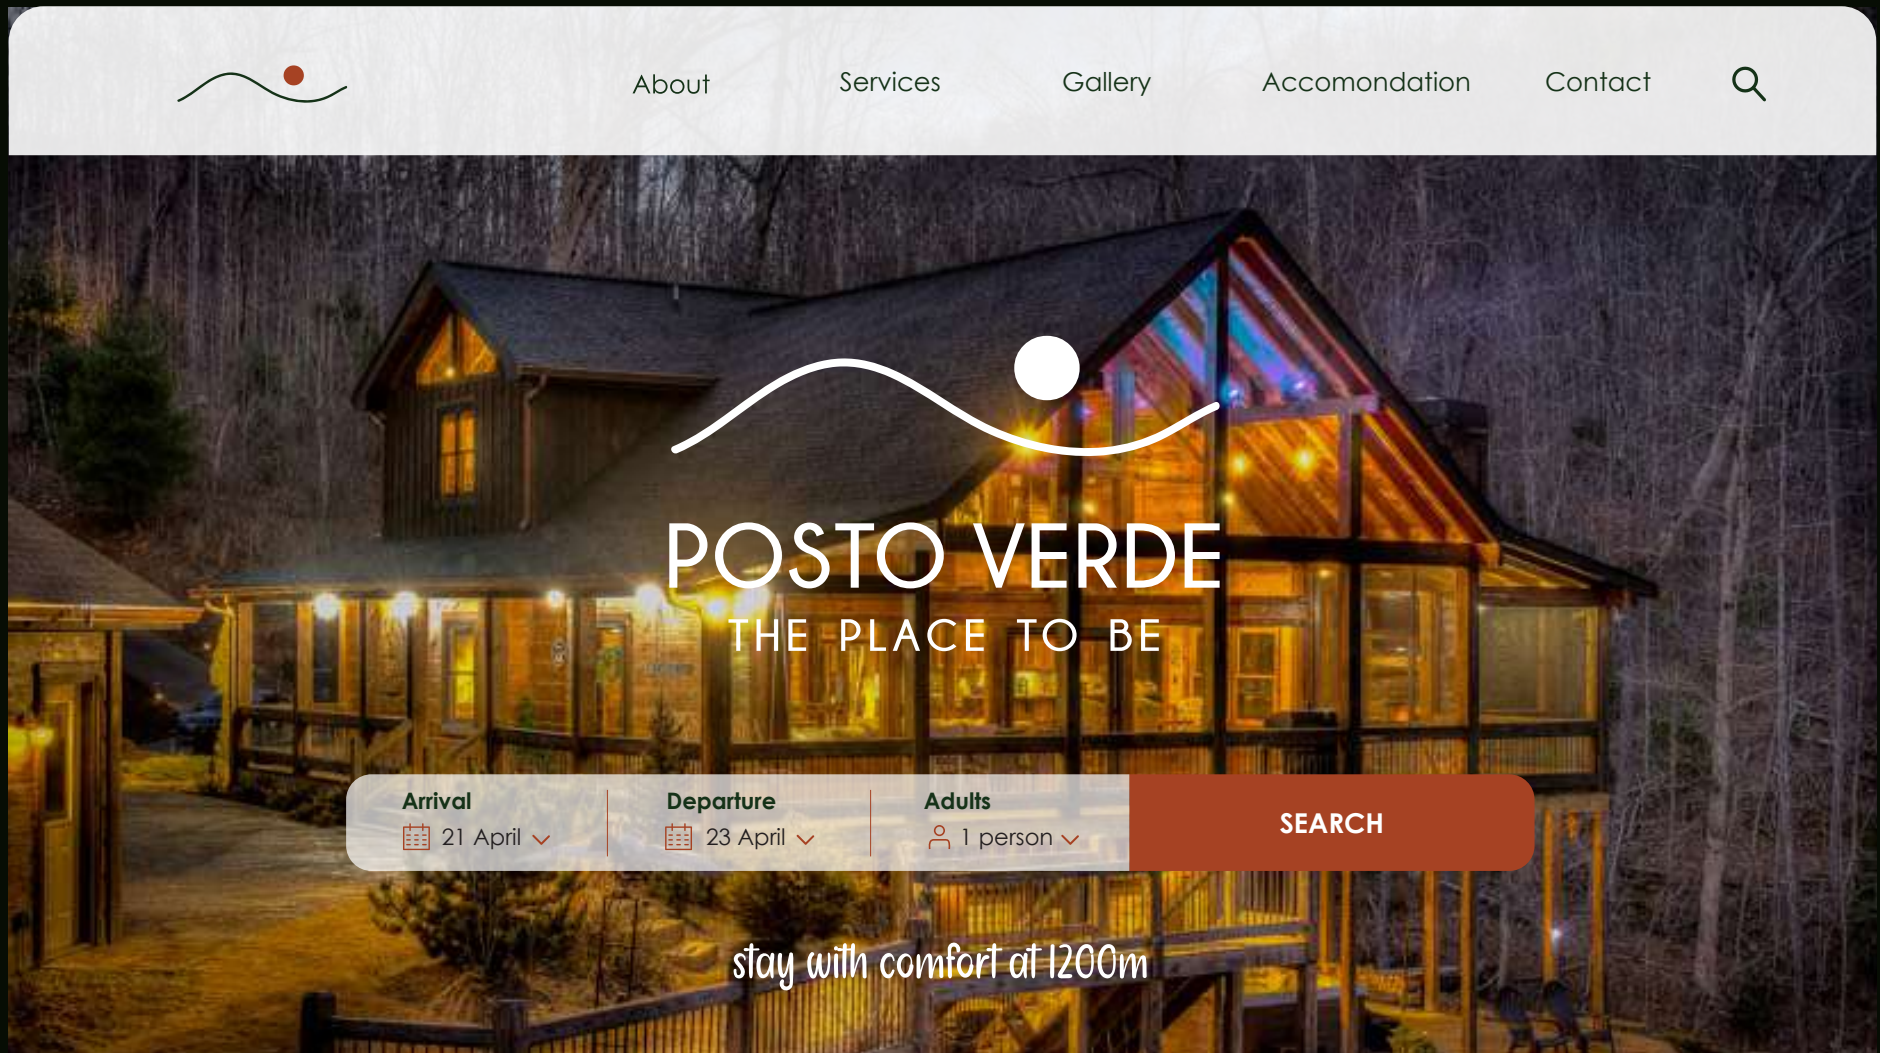 About Services Gallery Accomondation Contact
POSTO VERDE
THE PLACE TO BE
Arrival Departure Adults
21 April 23 April 1 person
SEARCH
stay with comfort at 1200m